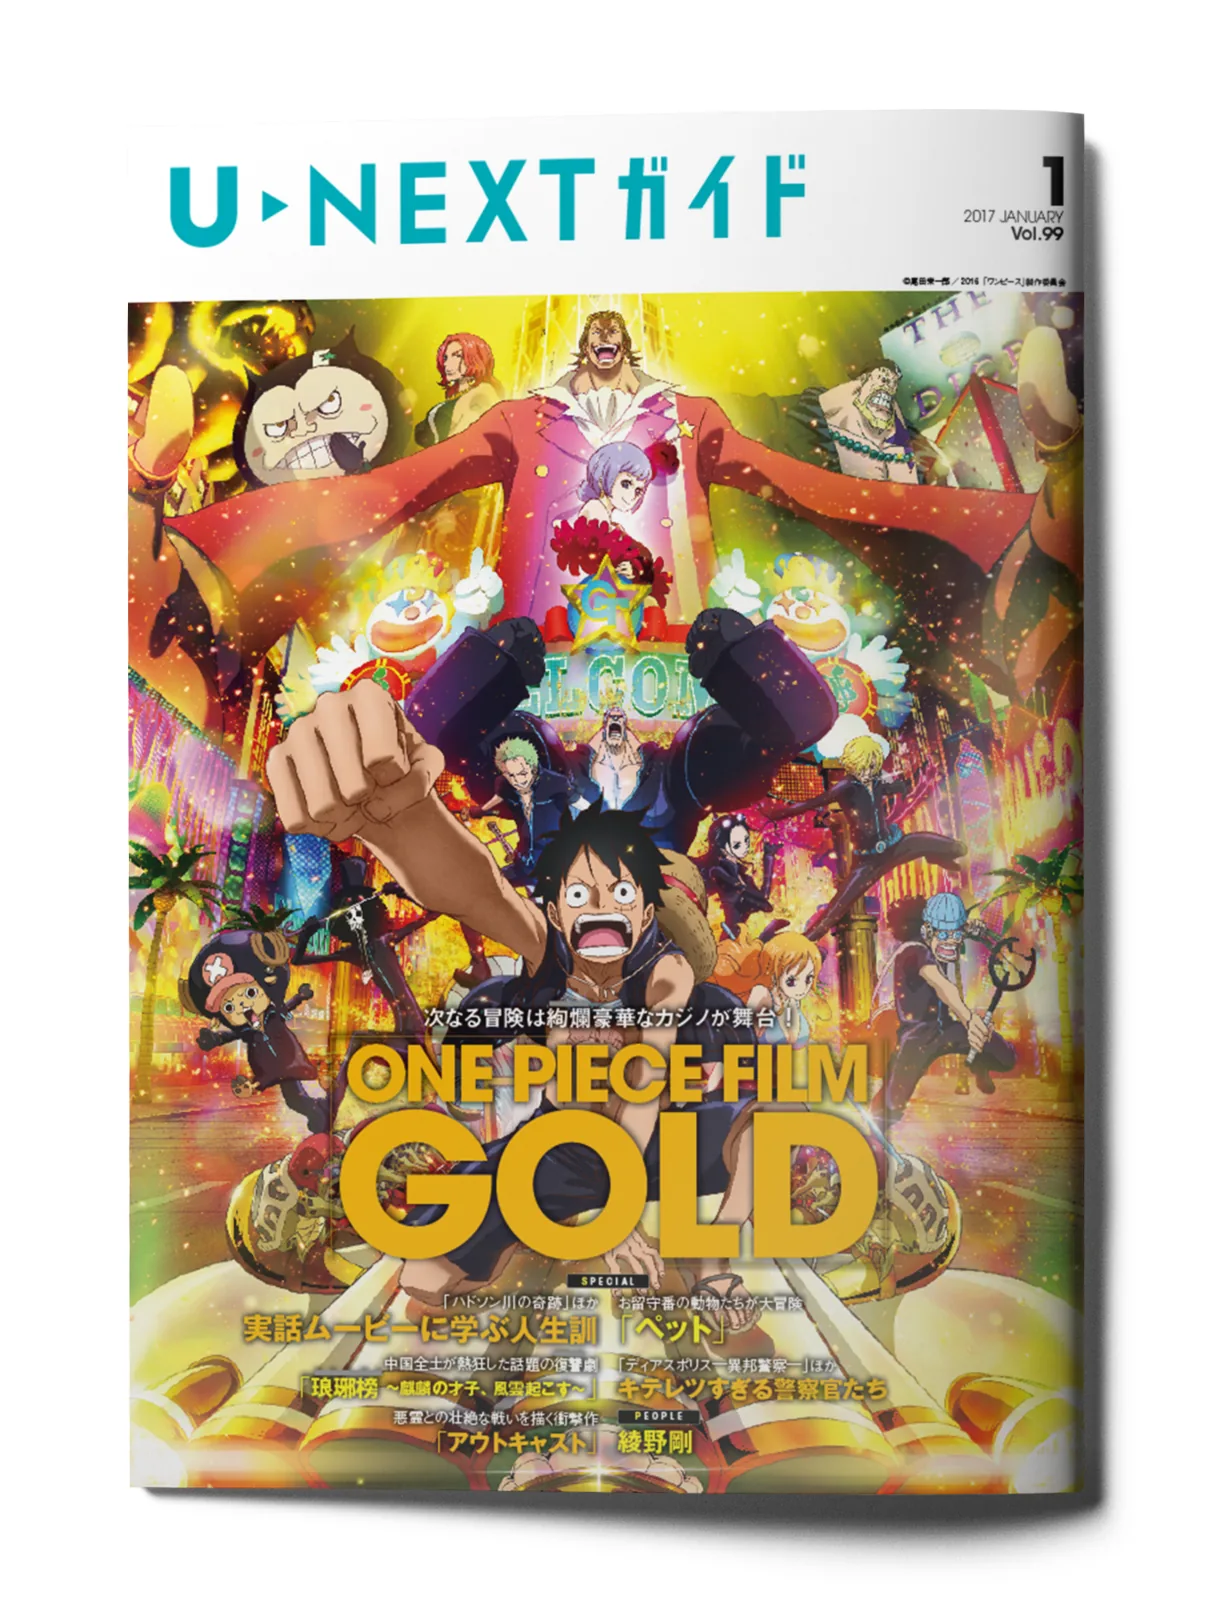 U▶NEXTガイド
1
2017 JANUARY
Vol.99
©尾田栄一郎／2016「ワンピース」製作委員会
THE
G
WELCOM
次なる冒険は絢爛豪華なカジノが舞台！
ONE PIECE FILM
GOLD
SPECIAL
「ハドソン川の奇跡」ほか
実話ムービーに学ぶ人生訓
中国全土が熱狂した話題の復讐劇
「琅琊榜 ～麒麟の才子、風雲起こす～」
悪霊との壮絶な戦いを描く衝撃作
「アウトキャスト」
お留守番の動物たちが大冒険
「ペット」
「ディアスポリス―異邦警察―」ほか
キテレツすぎる警察官たち
PEOPLE
綾野剛